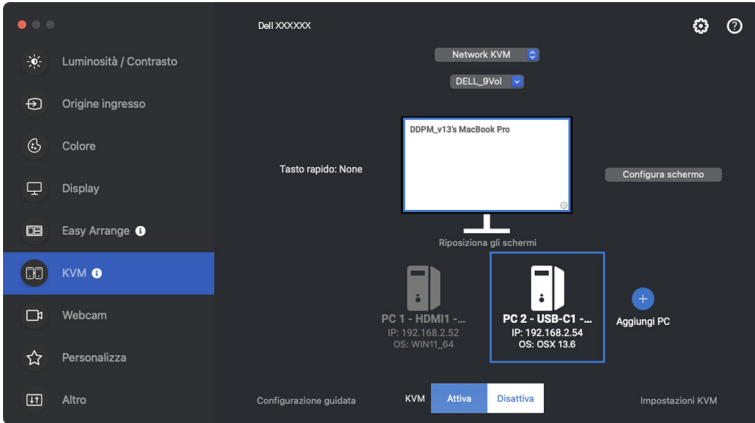 Dell XXXXXX
Network KVM
DELL_9Vol
Luminosità / Contrasto
Origine ingresso
Colore
Display
Easy Arrange
KVM
Webcam
Personalizza
Altro
DDPM_v13's MacBook Pro
Tasto rapido: None
Configura schermo
Riposiziona gli schermi
PC 1 - HDMI1 -...
IP: 192.168.2.52
OS: WIN11_64
PC 2 - USB-C1 -...
IP: 192.168.2.54
OS: OSX 13.6
Aggiungi PC
Configurazione guidata
KVM
Attiva
Disattiva
Impostazioni KVM